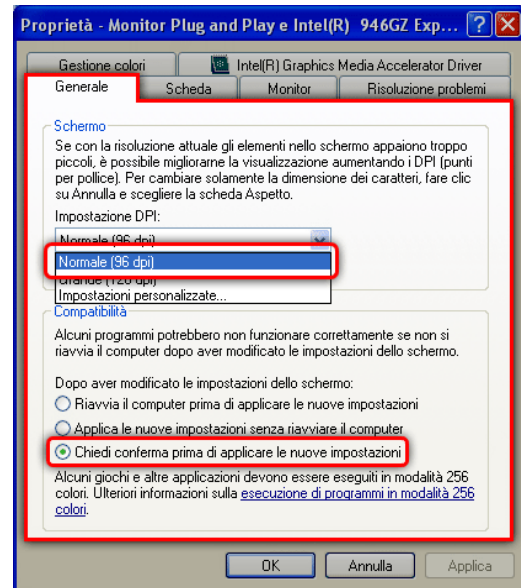 Proprietà - Monitor Plug and Play e Intel(R) 946GZ Exp...
Gestione colori
Intel(R) Graphics Media Accelerator Driver
Generale
Scheda
Monitor
Risoluzione problemi
Schermo
Se con la risoluzione attuale gli elementi nello schermo appaiono troppo
piccoli, è possibile migliorarne la visualizzazione aumentando i DPI (punti
per pollice). Per cambiare solamente la dimensione dei caratteri, fare clic
su Annulla e scegliere la scheda Aspetto.
Impostazione DPI:
Normale (96 dpi)
Normale (96 dpi)
Grande (120 dpi)
Impostazioni personalizzate...
Compatibilità
Alcuni programmi potrebbero non funzionare correttamente se non si
riavvia il computer dopo aver modificato le impostazioni dello schermo.
Dopo aver modificato le impostazioni dello schermo:
Riavvia il computer prima di applicare le nuove impostazioni
Applica le nuove impostazioni senza riavviare il computer
Chiedi conferma prima di applicare le nuove impostazioni
Alcuni giochi e altre applicazioni devono essere eseguiti in modalità 256
colori. Ulteriori informazioni sulla esecuzione di programmi in modalità 256
colori.
OK
Annulla
Applica